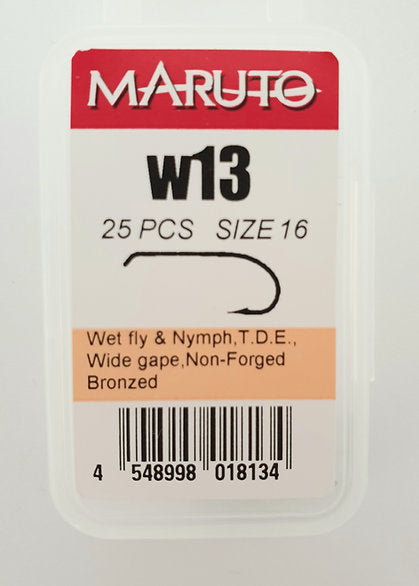 MARUTO
W13
25 PCS SIZE 16
Wet fly & Nymph,T.D.E.,
Wide gape,Non-Forged
Bronzed
4 548998 018134